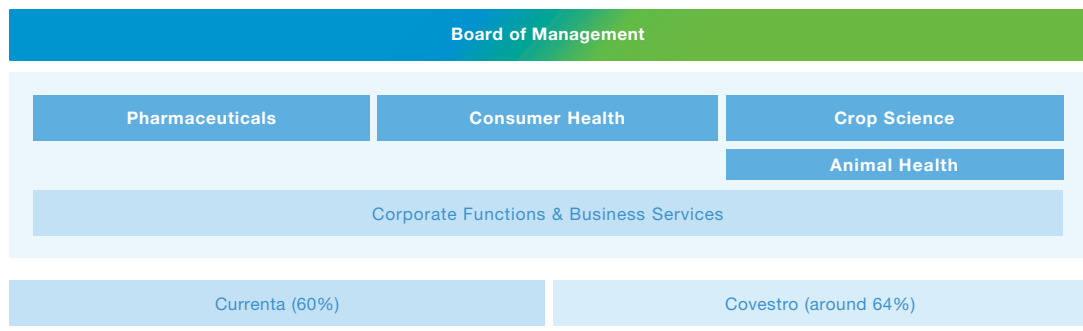 Board of Management
Pharmaceuticals
Consumer Health
Crop Science
Animal Health
Corporate Functions & Business Services
Currenta (60%)
Covestro (around 64%)